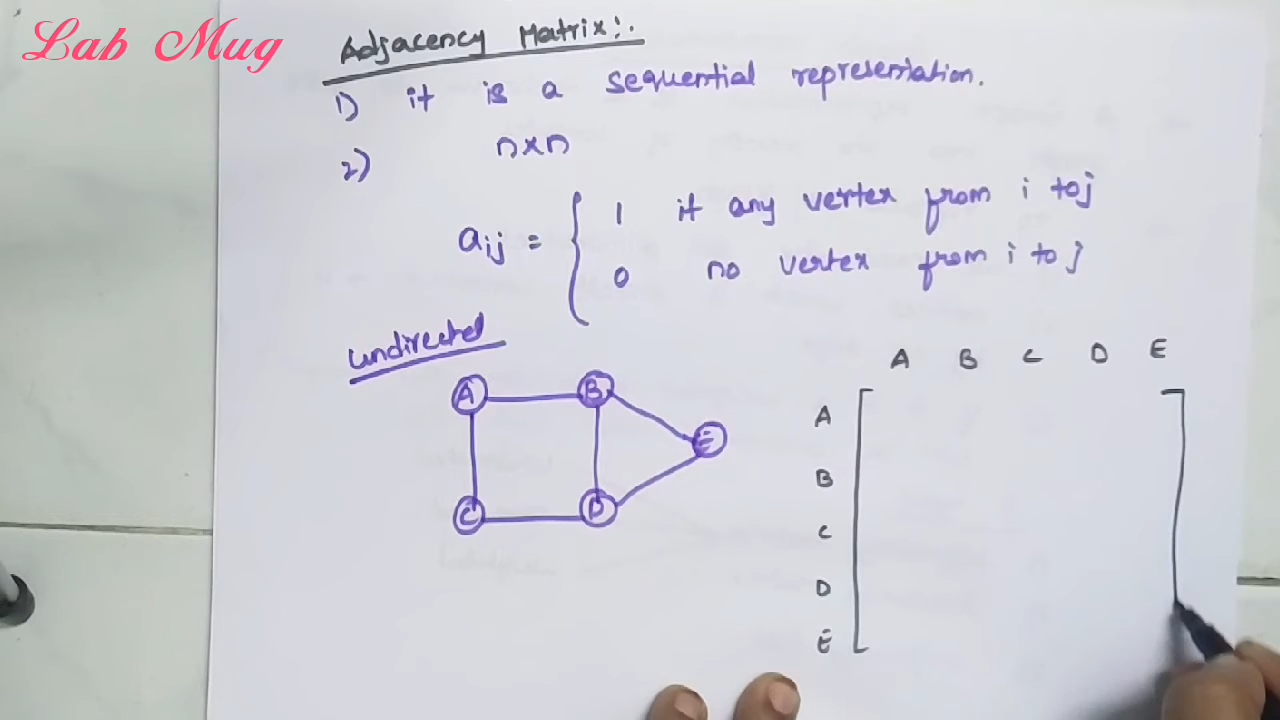 Lab Mug
Adjacency Matrix:.
1) it is a sequential representation.
2) n×n
aij = { 1 if any vertex from i to j
0 no vertex from i to j
undirected
A B C D E
A B E C D
A
B
C
D
E